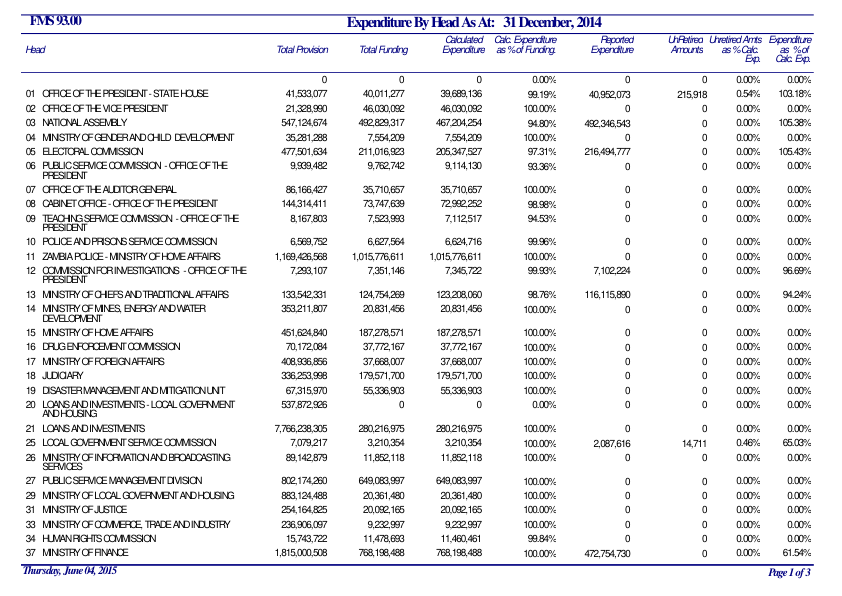 FMS 93.00 Expenditure By Head As At: 31 December, 2014
Head Total Provision Total Funding Calculated Expenditure Calc. Expenditure as % of Funding. Reported Expenditure UnRetired Amounts Unretired Amts as % Calc. Exp. Expenditure as % of Calc. Exp.
0 0 0 0.00% 0 0 0.00% 0.00%
01 OFFICE OF THE PRESIDENT - STATE HOUSE 41,533,077 40,011,277 39,689,136 99.19% 40,952,073 215,918 0.54% 103.18%
02 OFFICE OF THE VICE PRESIDENT 21,328,990 46,030,092 46,030,092 100.00% 0 0 0.00% 0.00%
03 NATIONAL ASSEMBLY 547,124,674 492,829,317 467,204,254 94.80% 492,346,543 0 0.00% 105.38%
04 MINISTRY OF GENDER AND CHILD DEVELOPMENT 35,281,288 7,554,209 7,554,209 100.00% 0 0 0.00% 0.00%
05 ELECTORAL COMMISSION 477,501,634 211,016,923 205,347,527 97.31% 216,494,777 0 0.00% 105.43%
06 PUBLIC SERVICE COMMISSION - OFFICE OF THE 9,939,482 9,762,742 9,114,130 93.36% 0 0 0.00% 0.00%
PRESIDENT
07 OFFICE OF THE AUDITOR GENERAL 86,166,427 35,710,657 35,710,657 100.00% 0 0 0.00% 0.00%
08 CABINET OFFICE - OFFICE OF THE PRESIDENT 144,314,411 73,747,639 72,992,252 98.98% 0 0 0.00% 0.00%
09 TEACHING SERVICE COMMISSION - OFFICE OF THE 8,167,803 7,523,993 7,112,517 94.53% 0 0 0.00% 0.00%
PRESIDENT
10 POLICE AND PRISONS SERVICE COMMISSION 6,569,752 6,627,564 6,624,716 99.96% 0 0 0.00% 0.00%
11 ZAMBIA POLICE - MINISTRY OF HOME AFFAIRS 1,169,426,568 1,015,776,611 1,015,776,611 100.00% 0 0 0.00% 0.00%
12 COMMISSION FOR INVESTIGATIONS - OFFICE OF THE 7,293,107 7,351,146 7,345,722 99.93% 7,102,224 0 0.00% 96.69%
PRESIDENT
13 MINISTRY OF CHIEFS AND TRADITIONAL AFFAIRS 133,542,331 124,754,269 123,208,060 98.76% 116,115,890 0 0.00% 94.24%
14 MINISTRY OF MINES, ENERGY AND WATER 353,211,807 20,831,456 20,831,456 100.00% 0 0 0.00% 0.00%
DEVELOPMENT
15 MINISTRY OF HOME AFFAIRS 451,624,840 187,278,571 187,278,571 100.00% 0 0 0.00% 0.00%
16 DRUG ENFORCEMENT COMMISSION 70,172,084 37,772,167 37,772,167 100.00% 0 0 0.00% 0.00%
17 MINISTRY OF FOREIGN AFFAIRS 408,936,856 37,668,007 37,668,007 100.00% 0 0 0.00% 0.00%
18 JUDICIARY 336,253,998 179,571,700 179,571,700 100.00% 0 0 0.00% 0.00%
19 DISASTER MANAGEMENT AND MITIGATION UNIT 67,315,970 55,336,903 55,336,903 100.00% 0 0 0.00% 0.00%
20 LOANS AND INVESTMENTS - LOCAL GOVERNMENT 537,872,926 0 0 0.00% 0 0 0.00% 0.00%
AND HOUSING
21 LOANS AND INVESTMENTS 7,766,238,305 280,216,975 280,216,975 100.00% 0 0 0.00% 0.00%
25 LOCAL GOVERNMENT SERVICE COMMISSION 7,079,217 3,210,354 3,210,354 100.00% 2,087,616 14,711 0.46% 65.03%
26 MINISTRY OF INFORMATION AND BROADCASTING 89,142,879 11,852,118 11,852,118 100.00% 0 0 0.00% 0.00%
SERVICES
27 PUBLIC SERVICE MANAGEMENT DIVISION 802,174,260 649,083,997 649,083,997 100.00% 0 0 0.00% 0.00%
29 MINISTRY OF LOCAL GOVERNMENT AND HOUSING 883,124,488 20,361,480 20,361,480 100.00% 0 0 0.00% 0.00%
31 MINISTRY OF JUSTICE 254,164,825 20,092,165 20,092,165 100.00% 0 0 0.00% 0.00%
33 MINISTRY OF COMMERCE, TRADE AND INDUSTRY 236,906,097 9,232,997 9,232,997 100.00% 0 0 0.00% 0.00%
34 HUMAN RIGHTS COMMISSION 15,743,722 11,478,693 11,460,461 99.84% 0 0 0.00% 0.00%
37 MINISTRY OF FINANCE 1,815,000,508 768,198,488 768,198,488 100.00% 472,754,730 0 0.00% 61.54%
Thursday, June 04, 2015 Page 1 of 3